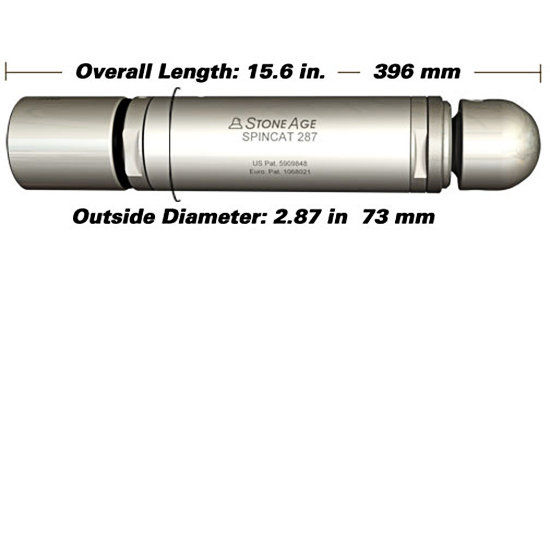 Overall Length: 15.6 in. — 396 mm
STONEAGE
SPINCAT 287
US Pat. 5909848
Euro. Pat. 1068021
Outside Diameter: 2.87 in 73 mm